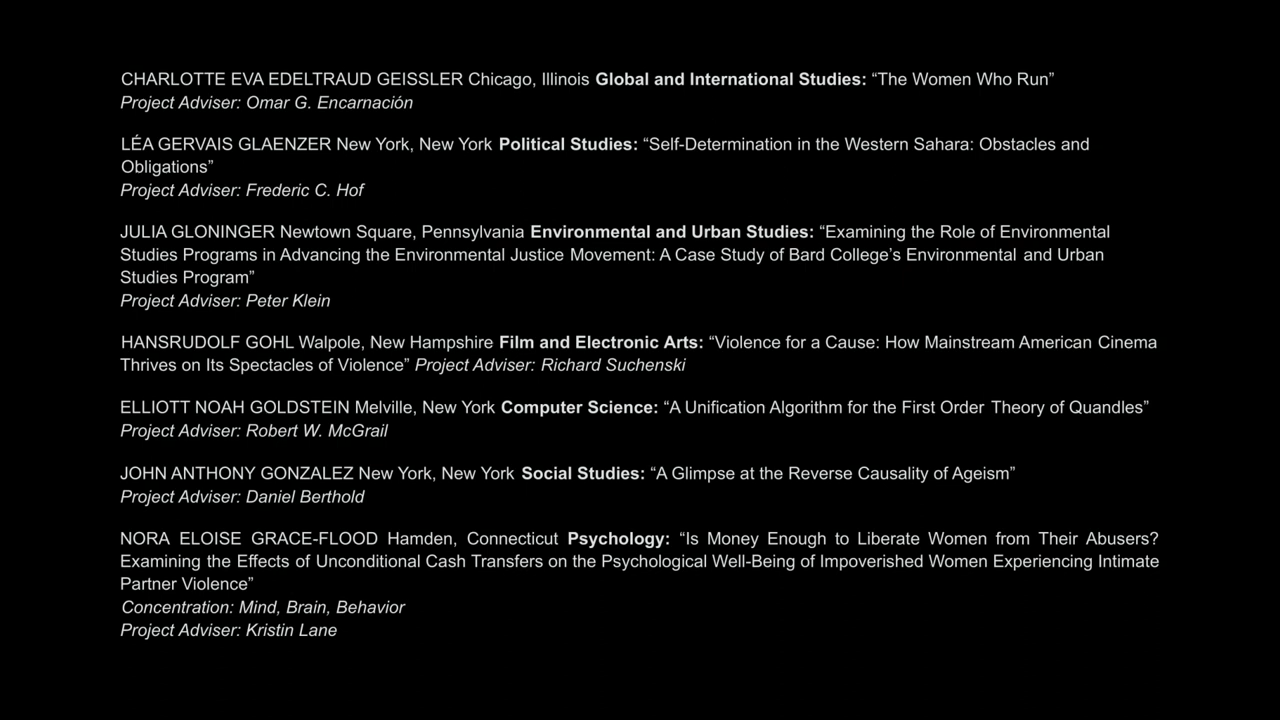 CHARLOTTE EVA EDELTRAUD GEISSLER Chicago, Illinois Global and International Studies: “The Women Who Run”
Project Adviser: Omar G. Encarnación
LÉA GERVAIS GLAENZER New York, New York Political Studies: “Self-Determination in the Western Sahara: Obstacles and
Obligations”
Project Adviser: Frederic C. Hof
JULIA GLONINGER Newtown Square, Pennsylvania Environmental and Urban Studies: “Examining the Role of Environmental
Studies Programs in Advancing the Environmental Justice Movement: A Case Study of Bard College’s Environmental and Urban
Studies Program”
Project Adviser: Peter Klein
HANSRUDOLF GOHL Walpole, New Hampshire Film and Electronic Arts: “Violence for a Cause: How Mainstream American Cinema
Thrives on Its Spectacles of Violence” Project Adviser: Richard Suchenski
ELLIOTT NOAH GOLDSTEIN Melville, New York Computer Science: “A Unification Algorithm for the First Order Theory of Quandles”
Project Adviser: Robert W. McGrail
JOHN ANTHONY GONZALEZ New York, New York Social Studies: “A Glimpse at the Reverse Causality of Ageism”
Project Adviser: Daniel Berthold
NORA ELOISE GRACE-FLOOD Hamden, Connecticut Psychology: “Is Money Enough to Liberate Women from Their Abusers?
Examining the Effects of Unconditional Cash Transfers on the Psychological Well-Being of Impoverished Women Experiencing Intimate
Partner Violence”
Concentration: Mind, Brain, Behavior
Project Adviser: Kristin Lane